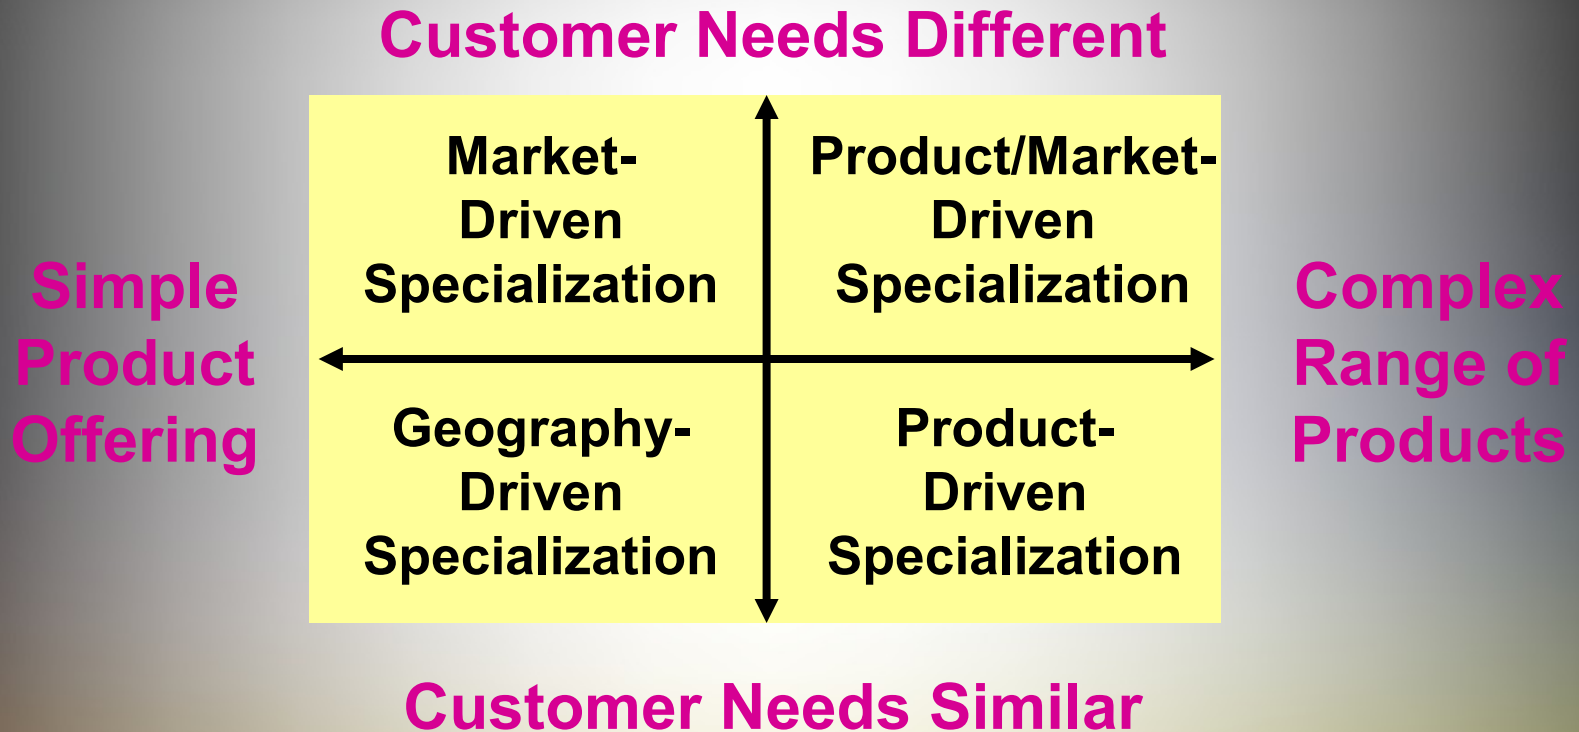 Customer Needs Different
Market-
Driven
Specialization
Product/Market-
Driven
Specialization
Simple
Product
Offering
Complex
Range of
Products
Geography-
Driven
Specialization
Product-
Driven
Specialization
Customer Needs Similar